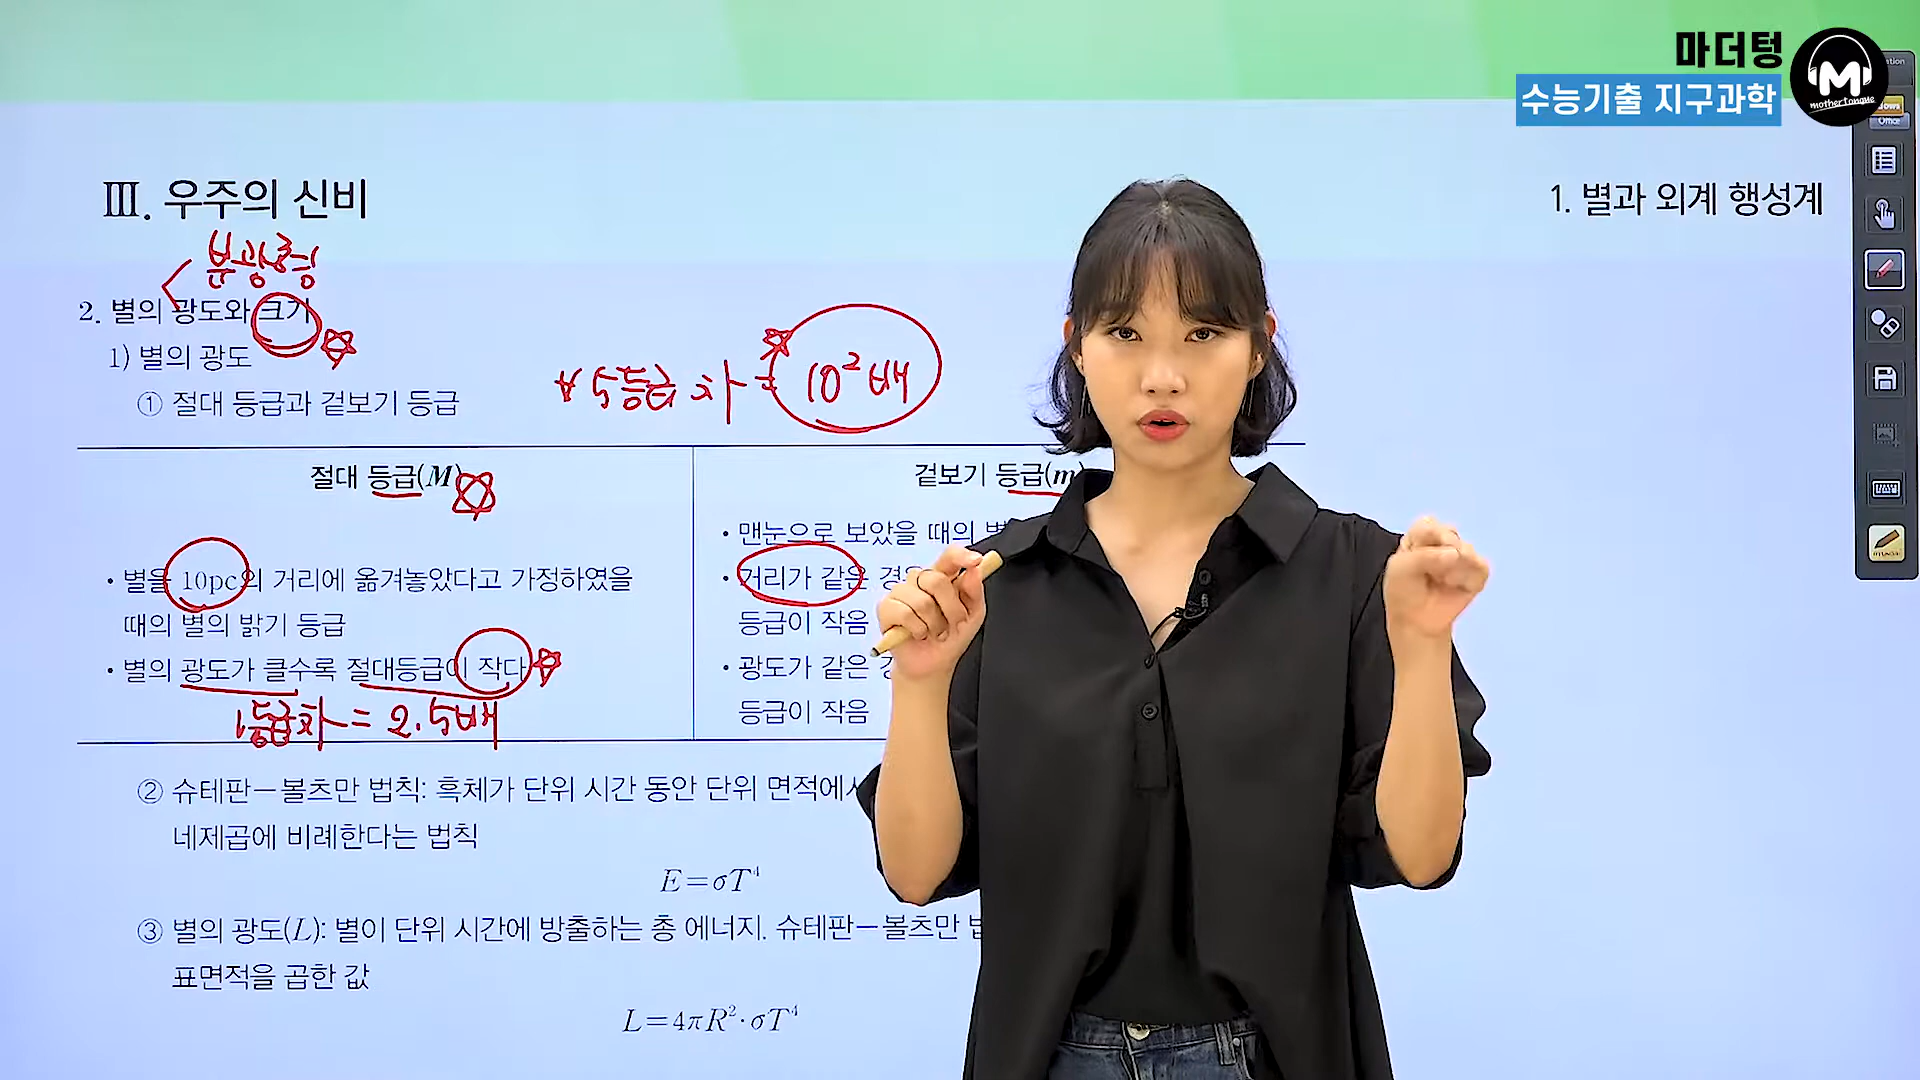 마더텅
수능기출 지구과학
M
mothertongue
Office
Ⅲ. 우주의 신비
1. 별과 외계 행성계
분광형
2. 별의 광도와 크기
1) 별의 광도
① 절대 등급과 겉보기 등급
5등급 차 = 10² 배
절대 등급(M)
겉보기 등급(m)
• 별을 10pc의 거리에 옮겨놓았다고 가정하였을
때의 별의 밝기 등급
• 별의 광도가 클수록 절대등급이 작다
1등급차 = 2.5배
• 맨눈으로 보았을 때의 별
• 거리가 같은
등급이 작음
• 광도가 같은
등급이 작음
② 슈테판−볼츠만 법칙: 흑체가 단위 시간 동안 단위 면적에서
네제곱에 비례한다는 법칙
E=σT⁴
③ 별의 광도(L): 별이 단위 시간에 방출하는 총 에너지. 슈테판−볼츠만
표면적을 곱한 값
L=4πR²·σT⁴